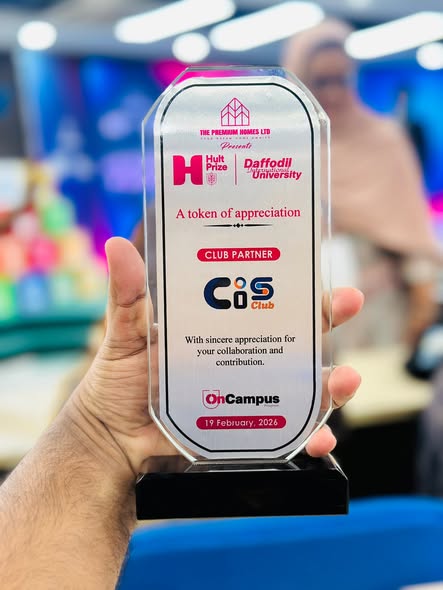 THE PREMIUM HOMES LTD
Presents
H Hult Prize | Daffodil International University
A token of appreciation
CLUB PARTNER
CIS Club
With sincere appreciation for
your collaboration and
contribution.
OnCampus
19 February, 2026